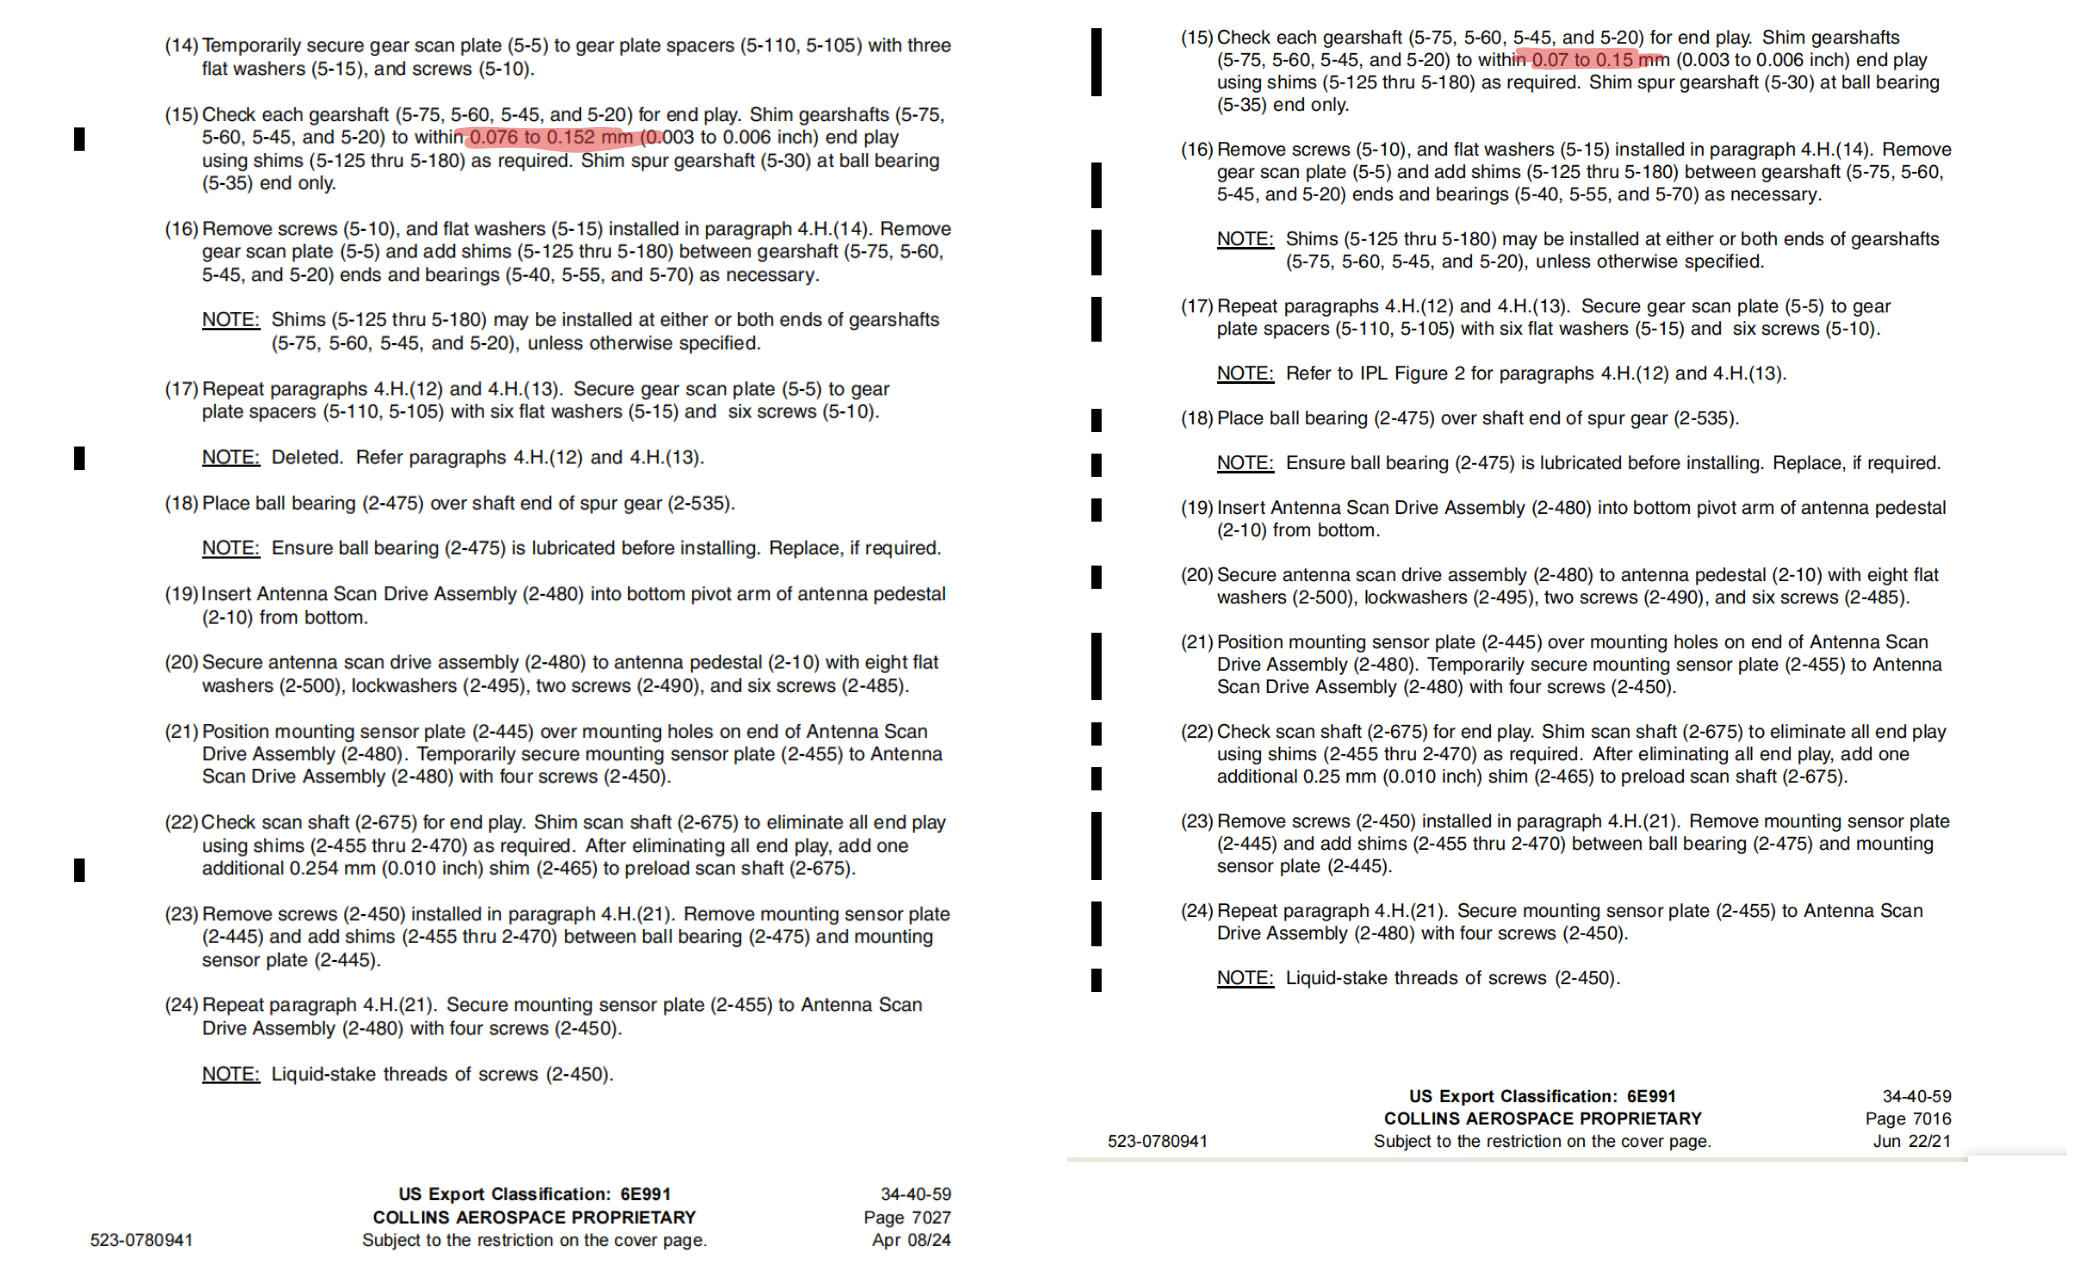 (14) Temporarily secure gear scan plate (5-5) to gear plate spacers (5-110, 5-105) with three
flat washers (5-15), and screws (5-10).
(15) Check each gearshaft (5-75, 5-60, 5-45, and 5-20) for end play. Shim gearshafts (5-75,
5-60, 5-45, and 5-20) to within 0.076 to 0.152 mm (0.003 to 0.006 inch) end play
using shims (5-125 thru 5-180) as required. Shim spur gearshaft (5-30) at ball bearing
(5-35) end only.
(16) Remove screws (5-10), and flat washers (5-15) installed in paragraph 4.H.(14). Remove
gear scan plate (5-5) and add shims (5-125 thru 5-180) between gearshaft (5-75, 5-60,
5-45, and 5-20) ends and bearings (5-40, 5-55, and 5-70) as necessary.
NOTE: Shims (5-125 thru 5-180) may be installed at either or both ends of gearshafts
(5-75, 5-60, 5-45, and 5-20), unless otherwise specified.
(17) Repeat paragraphs 4.H.(12) and 4.H.(13). Secure gear scan plate (5-5) to gear
plate spacers (5-110, 5-105) with six flat washers (5-15) and six screws (5-10).
NOTE: Deleted. Refer paragraphs 4.H.(12) and 4.H.(13).
(18) Place ball bearing (2-475) over shaft end of spur gear (2-535).
NOTE: Ensure ball bearing (2-475) is lubricated before installing. Replace, if required.
(19) Insert Antenna Scan Drive Assembly (2-480) into bottom pivot arm of antenna pedestal
(2-10) from bottom.
(20) Secure antenna scan drive assembly (2-480) to antenna pedestal (2-10) with eight flat
washers (2-500), lockwashers (2-495), two screws (2-490), and six screws (2-485).
(21) Position mounting sensor plate (2-445) over mounting holes on end of Antenna Scan
Drive Assembly (2-480). Temporarily secure mounting sensor plate (2-455) to Antenna
Scan Drive Assembly (2-480) with four screws (2-450).
(22) Check scan shaft (2-675) for end play. Shim scan shaft (2-675) to eliminate all end play
using shims (2-455 thru 2-470) as required. After eliminating all end play, add one
additional 0.254 mm (0.010 inch) shim (2-465) to preload scan shaft (2-675).
(23) Remove screws (2-450) installed in paragraph 4.H.(21). Remove mounting sensor plate
(2-445) and add shims (2-455 thru 2-470) between ball bearing (2-475) and mounting
sensor plate (2-445).
(24) Repeat paragraph 4.H.(21). Secure mounting sensor plate (2-455) to Antenna Scan
Drive Assembly (2-480) with four screws (2-450).
NOTE: Liquid-stake threads of screws (2-450).
US Export Classification: 6E991 34-40-59
COLLINS AEROSPACE PROPRIETARY Page 7027
523-0780941 Subject to the restriction on the cover page. Apr 08/24
(15) Check each gearshaft (5-75, 5-60, 5-45, and 5-20) for end play. Shim gearshafts
(5-75, 5-60, 5-45, and 5-20) to within 0.07 to 0.15 mm (0.003 to 0.006 inch) end play
using shims (5-125 thru 5-180) as required. Shim spur gearshaft (5-30) at ball bearing
(5-35) end only.
(16) Remove screws (5-10), and flat washers (5-15) installed in paragraph 4.H.(14). Remove
gear scan plate (5-5) and add shims (5-125 thru 5-180) between gearshaft (5-75, 5-60,
5-45, and 5-20) ends and bearings (5-40, 5-55, and 5-70) as necessary.
NOTE: Shims (5-125 thru 5-180) may be installed at either or both ends of gearshafts
(5-75, 5-60, 5-45, and 5-20), unless otherwise specified.
(17) Repeat paragraphs 4.H.(12) and 4.H.(13). Secure gear scan plate (5-5) to gear
plate spacers (5-110, 5-105) with six flat washers (5-15) and six screws (5-10).
NOTE: Refer to IPL Figure 2 for paragraphs 4.H.(12) and 4.H.(13).
(18) Place ball bearing (2-475) over shaft end of spur gear (2-535).
NOTE: Ensure ball bearing (2-475) is lubricated before installing. Replace, if required.
(19) Insert Antenna Scan Drive Assembly (2-480) into bottom pivot arm of antenna pedestal
(2-10) from bottom.
(20) Secure antenna scan drive assembly (2-480) to antenna pedestal (2-10) with eight flat
washers (2-500), lockwashers (2-495), two screws (2-490), and six screws (2-485).
(21) Position mounting sensor plate (2-445) over mounting holes on end of Antenna Scan
Drive Assembly (2-480). Temporarily secure mounting sensor plate (2-455) to Antenna
Scan Drive Assembly (2-480) with four screws (2-450).
(22) Check scan shaft (2-675) for end play. Shim scan shaft (2-675) to eliminate all end play
using shims (2-455 thru 2-470) as required. After eliminating all end play, add one
additional 0.25 mm (0.010 inch) shim (2-465) to preload scan shaft (2-675).
(23) Remove screws (2-450) installed in paragraph 4.H.(21). Remove mounting sensor plate
(2-445) and add shims (2-455 thru 2-470) between ball bearing (2-475) and mounting
sensor plate (2-445).
(24) Repeat paragraph 4.H.(21). Secure mounting sensor plate (2-455) to Antenna Scan
Drive Assembly (2-480) with four screws (2-450).
NOTE: Liquid-stake threads of screws (2-450).
US Export Classification: 6E991 34-40-59
COLLINS AEROSPACE PROPRIETARY Page 7016
523-0780941 Subject to the restriction on the cover page. Jun 22/21